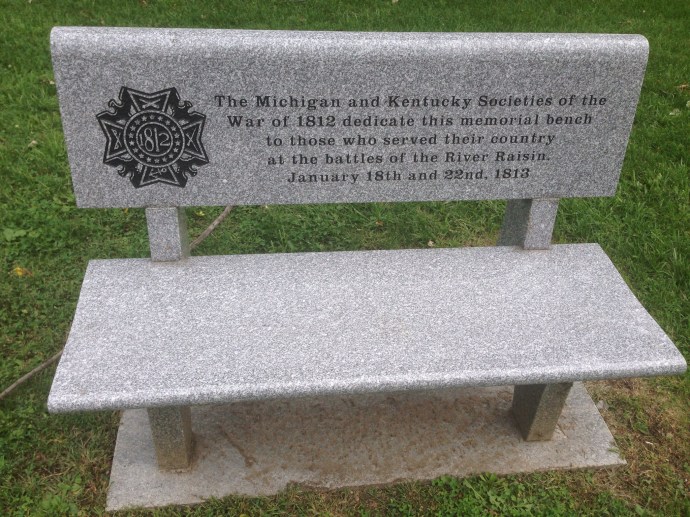 1812
The Michigan and Kentucky Societies of the
War of 1812 dedicate this memorial bench
to those who served their country
at the battles of the River Raisin.
January 18th and 22nd, 1813